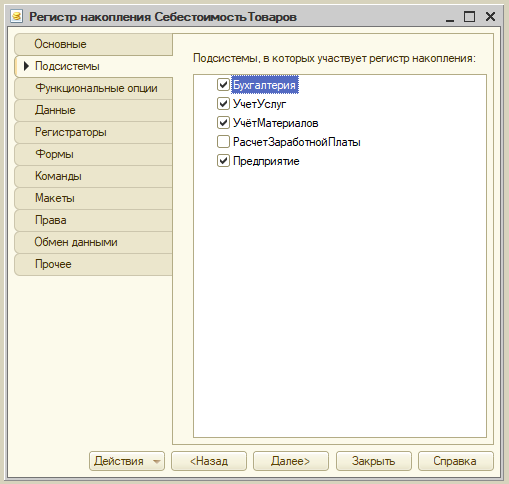 Регистр накопления СебестоимостьТоваров
Основные
Подсистемы
Функциональные опции
Данные
Регистраторы
Формы
Команды
Макеты
Права
Обмен данными
Прочее
Подсистемы, в которых участвует регистр накопления:
Бухгалтерия
УчетУслуг
УчётМатериалов
РасчетЗаработнойПлаты
Предприятие
Действия
<Назад
Далее>
Закрыть
Справка